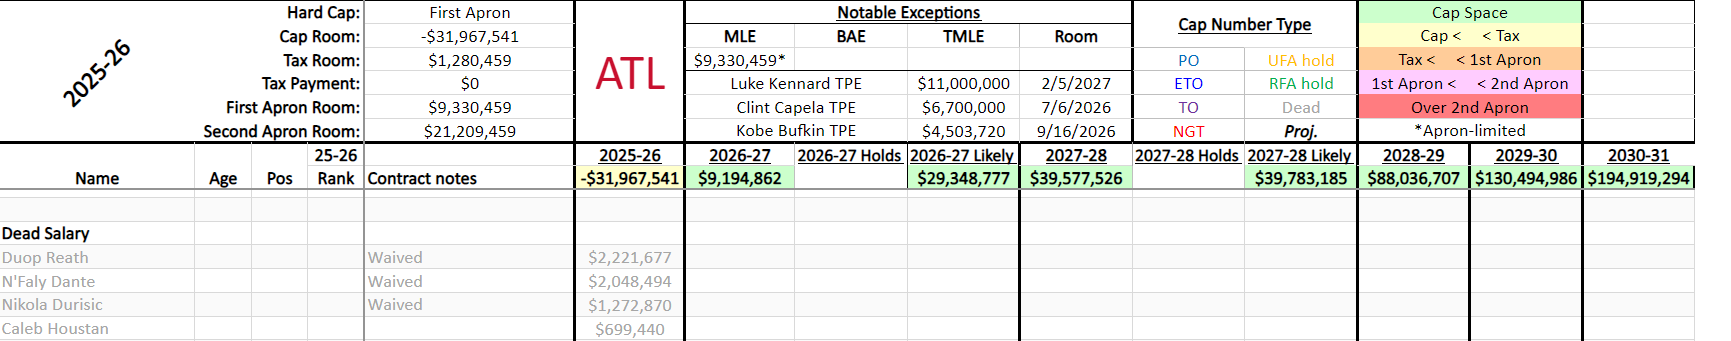 2025-26
Hard Cap: First Apron
Cap Room: -$31,967,541
Tax Room: $1,280,459
Tax Payment: $0
First Apron Room: $9,330,459
Second Apron Room: $21,209,459
ATL
Notable Exceptions
MLE BAE TMLE Room
$9,330,459*
Luke Kennard TPE $11,000,000 2/5/2027
Clint Capela TPE $6,700,000 7/6/2026
Kobe Bufkin TPE $4,503,720 9/16/2026
Cap Number Type
PO UFA hold
ETO RFA hold
TO Dead
NGT Proj.
Cap Space
Cap < < Tax
Tax < < 1st Apron
1st Apron < < 2nd Apron
Over 2nd Apron
*Apron-limited
25-26 2025-26 2026-27 2026-27 Holds 2026-27 Likely 2027-28 2027-28 Holds 2027-28 Likely 2028-29 2029-30 2030-31
Name Age Pos Rank Contract notes -$31,967,541 $9,194,862 $29,348,777 $39,577,526 $39,783,185 $88,036,707 $130,494,986 $194,919,294
Dead Salary
Duop Reath Waived $2,221,677
N'Faly Dante Waived $2,048,494
Nikola Durisic Waived $1,272,870
Caleb Houstan $699,440